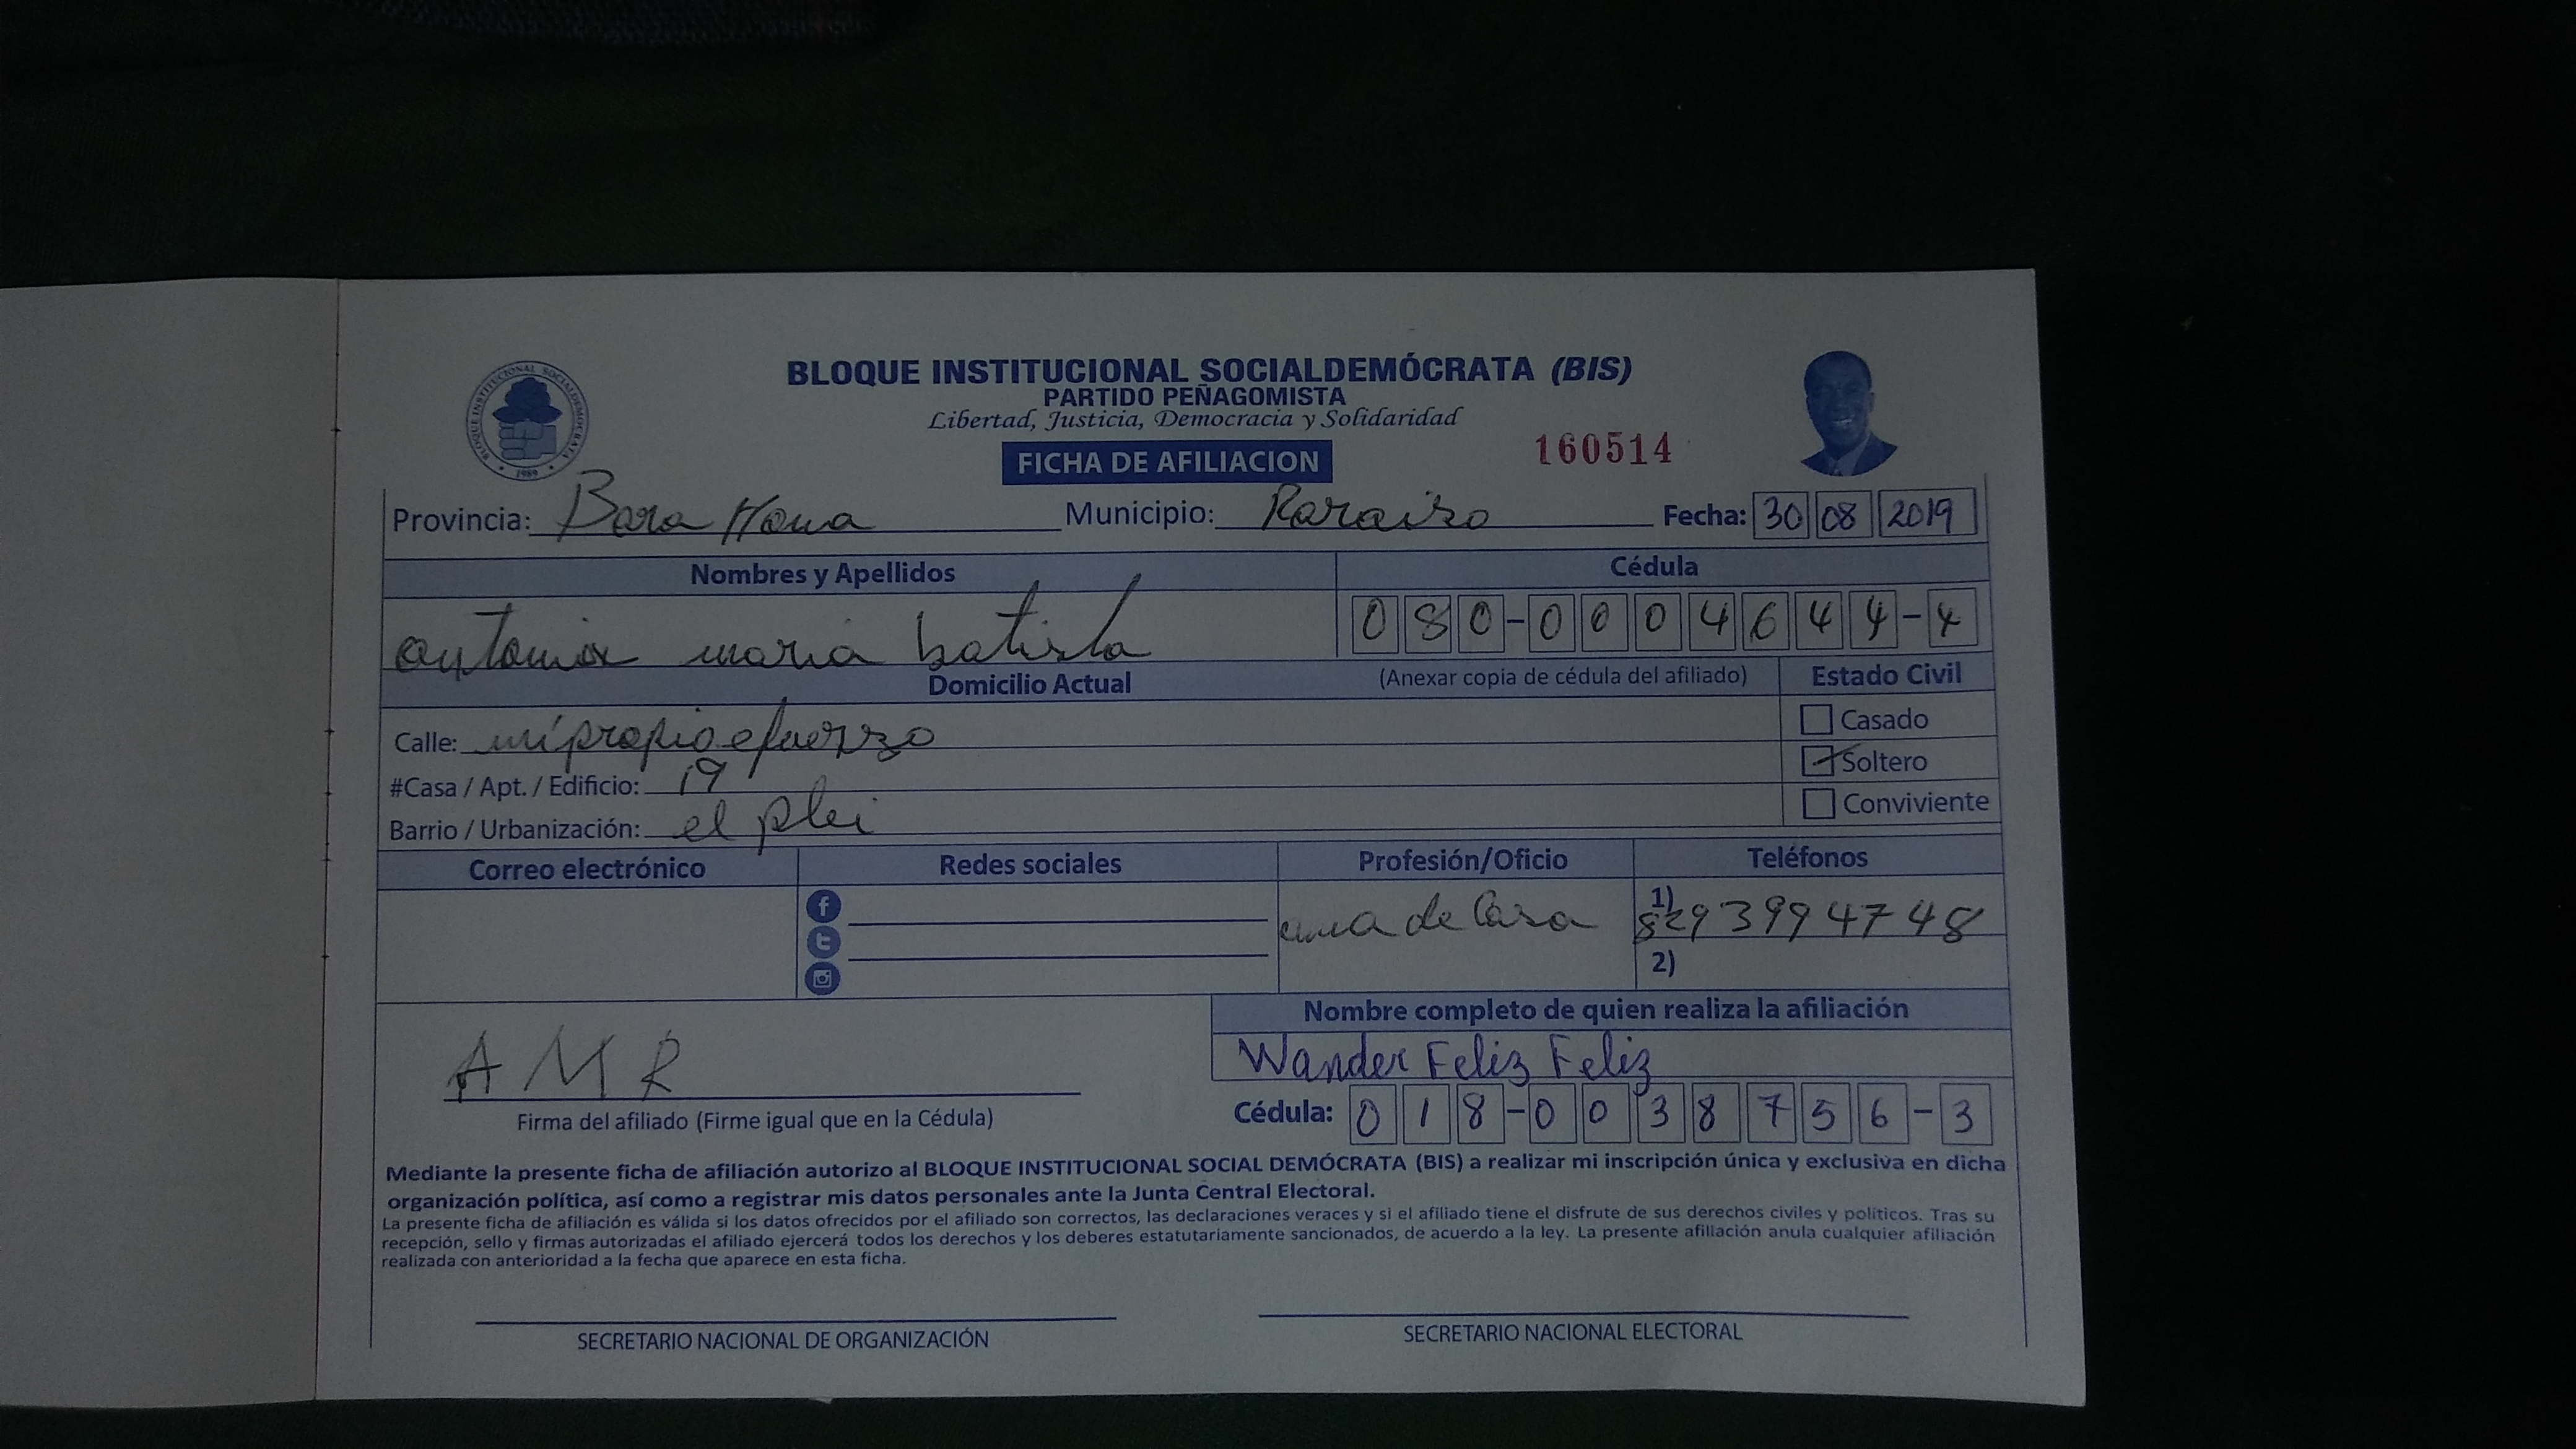 BLOQUE INSTITUCIONAL SOCIALDEMÓCRATA (BIS)
PARTIDO PEÑAGOMISTA
Libertad, Justicia, Democracia y Solidaridad
BLOQUE INSTITUCIONAL SOCIALDEMOCRATA
1989
FICHA DE AFILIACION 160514
Provincia: Bara Hona Municipio: Paraiso Fecha: 30 08 2019
Nombres y Apellidos Cédula
antonia maria batista 080-0004644-4
Domicilio Actual (Anexar copia de cédula del afiliado) Estado Civil
Calle: mi propio efuerzo
Casado
#Casa / Apt. / Edificio: 19
Soltero
Barrio / Urbanización: el plei
Conviviente
Correo electrónico Redes sociales Profesión/Oficio Teléfonos
ama de Casa 1) 8293994748
2)
Nombre completo de quien realiza la afiliación
Wander Feliz Feliz
A M R
Firma del afiliado (Firme igual que en la Cédula) Cédula: 018-0038756-3
Mediante la presente ficha de afiliación autorizo al BLOQUE INSTITUCIONAL SOCIAL DEMÓCRATA (BIS) a realizar mi inscripción única y exclusiva en dicha
organización política, así como a registrar mis datos personales ante la Junta Central Electoral.
La presente ficha de afiliación es válida si los datos ofrecidos por el afiliado son correctos, las declaraciones veraces y si el afiliado tiene el disfrute de sus derechos civiles y políticos. Tras su
recepción, sello y firmas autorizadas el afiliado ejercerá todos los derechos y los deberes estatutariamente sancionados, de acuerdo a la ley. La presente afiliación anula cualquier afiliación
realizada con anterioridad a la fecha que aparece en esta ficha.
SECRETARIO NACIONAL DE ORGANIZACIÓN SECRETARIO NACIONAL ELECTORAL